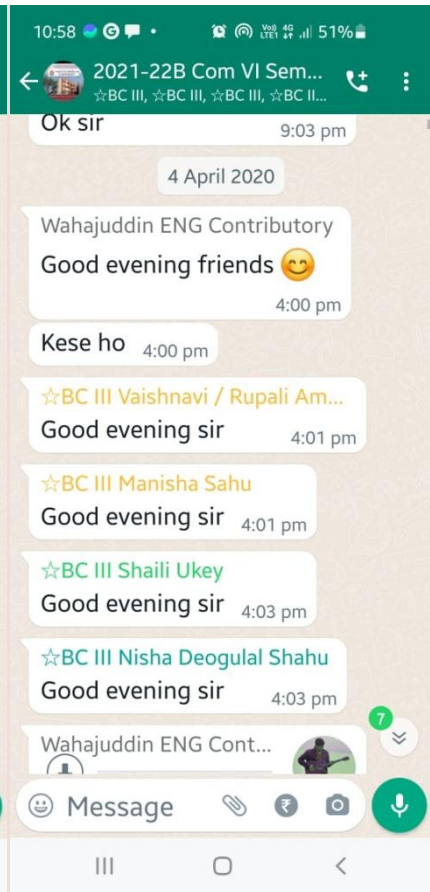 10:58 51%
2021-22B Com VI Sem...
☆BC III, ☆BC III, ☆BC III, ☆BC II...
Ok sir 9:03 pm
4 April 2020
Wahajuddin ENG Contributory
Good evening friends 😊
4:00 pm
Kese ho 4:00 pm
☆BC III Vaishnavi / Rupali Am...
Good evening sir 4:01 pm
☆BC III Manisha Sahu
Good evening sir 4:01 pm
☆BC III Shaili Ukey
Good evening sir 4:03 pm
☆BC III Nisha Deogulal Shahu
Good evening sir 4:03 pm
7
Wahajuddin ENG Cont...
Message